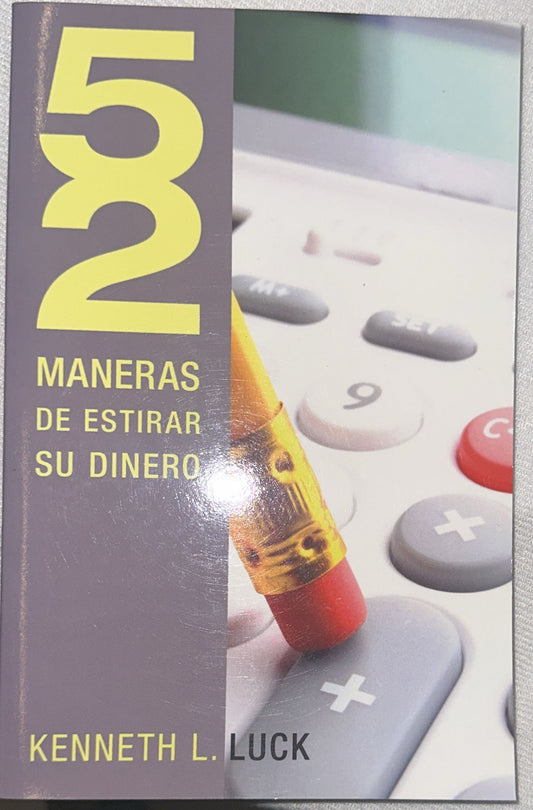 52
MANERAS
DE ESTIRAR
SU DINERO
M+
SET
9
C
×
+
KENNETH L. LUCK